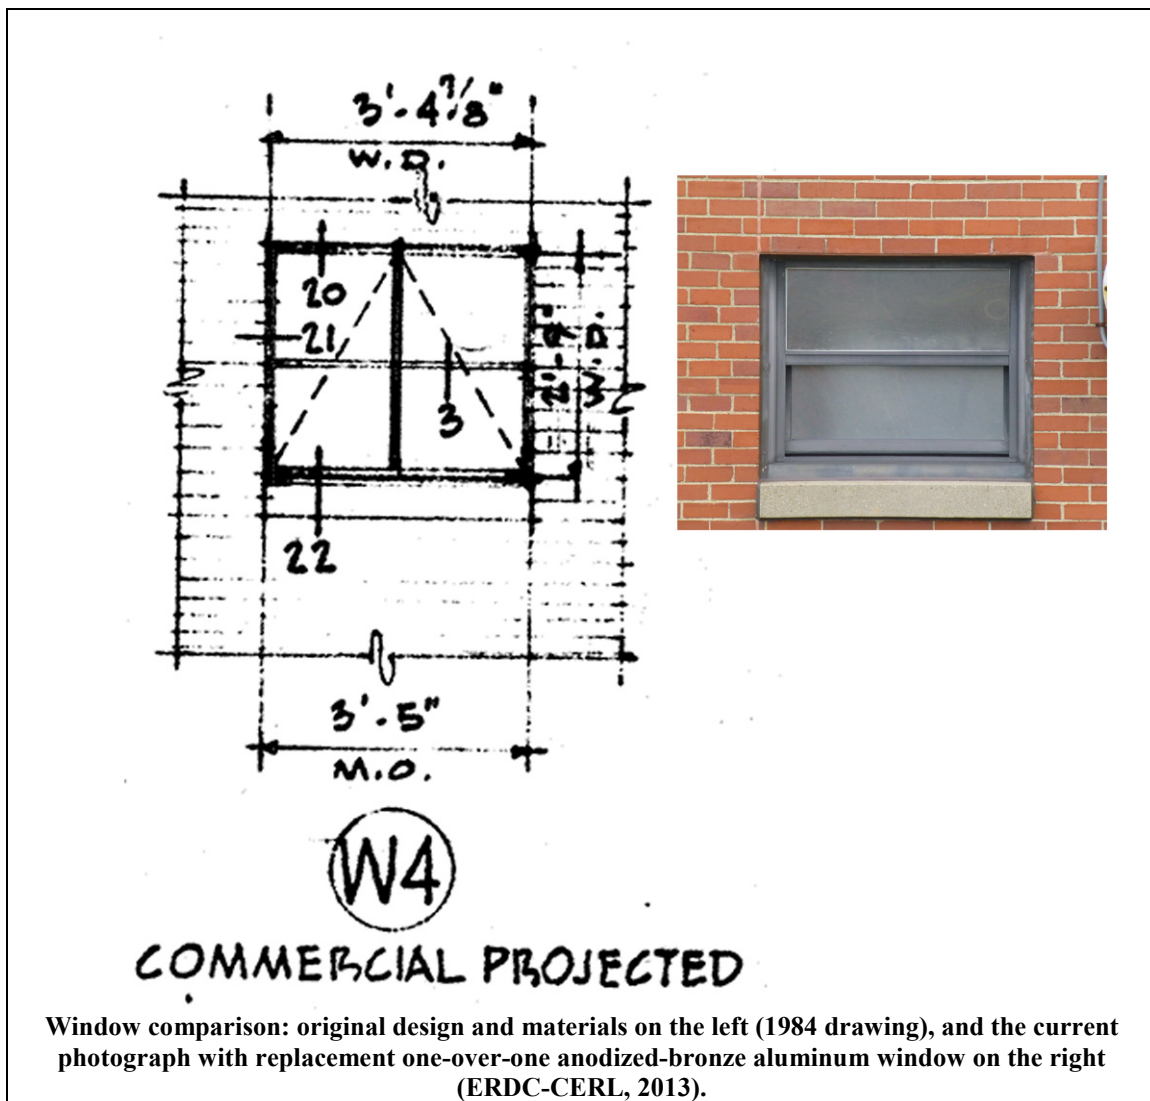 3'-4 7/8"
W.D.
20
21
3
W.D.
22
3'-5"
M.O.
W4
COMMERCIAL PROJECTED
Window comparison: original design and materials on the left (1984 drawing), and the current
photograph with replacement one-over-one anodized-bronze aluminum window on the right
(ERDC-CERL, 2013).